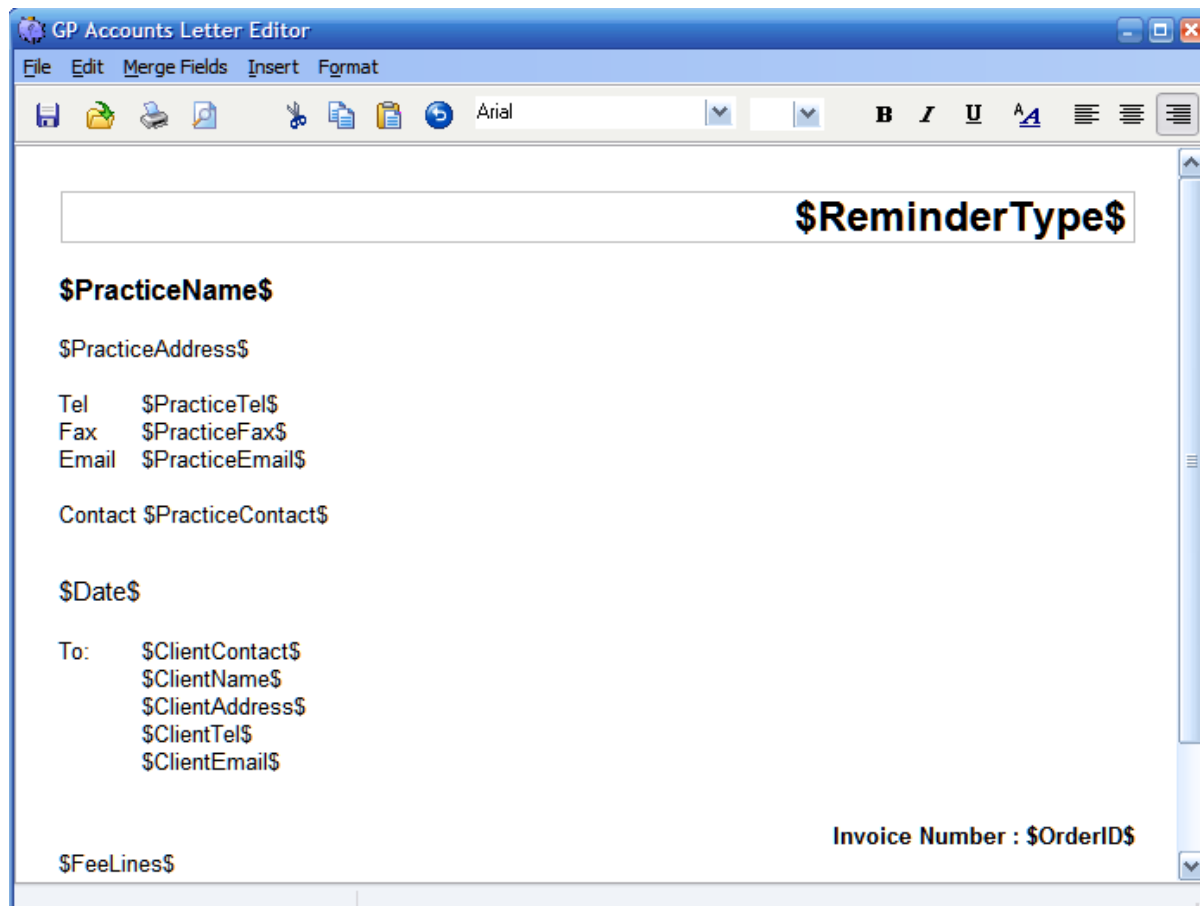 GP Accounts Letter Editor
File Edit Merge Fields Insert Format
Arial B I U A A
$ReminderType$
$PracticeName$
$PracticeAddress$
Tel $PracticeTel$
Fax $PracticeFax$
Email $PracticeEmail$
Contact $PracticeContact$
$Date$
To: $ClientContact$
$ClientName$
$ClientAddress$
$ClientTel$
$ClientEmail$
Invoice Number : $OrderID$
$FeeLines$